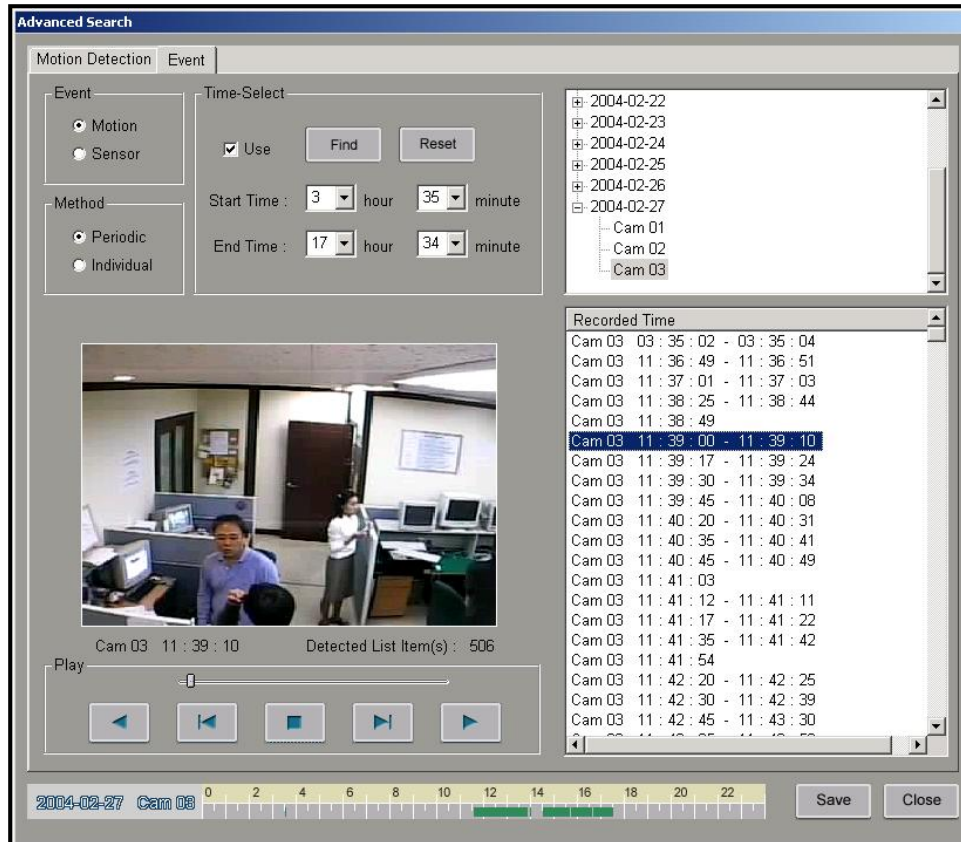 Advanced Search
Motion Detection Event
Event
Motion
Sensor
Method
Periodic
Individual
Time-Select
Use Find Reset
Start Time : 3 hour 35 minute
End Time : 17 hour 34 minute
2004-02-22
2004-02-23
2004-02-24
2004-02-25
2004-02-26
2004-02-27
Cam 01
Cam 02
Cam 03
Recorded Time
Cam 03 03 : 35 : 02 - 03 : 35 : 04
Cam 03 11 : 36 : 49 - 11 : 36 : 51
Cam 03 11 : 37 : 01 - 11 : 37 : 03
Cam 03 11 : 38 : 25 - 11 : 38 : 44
Cam 03 11 : 38 : 49
Cam 03 11 : 39 : 00 - 11 : 39 : 10
Cam 03 11 : 39 : 17 - 11 : 39 : 24
Cam 03 11 : 39 : 30 - 11 : 39 : 34
Cam 03 11 : 39 : 45 - 11 : 40 : 08
Cam 03 11 : 40 : 20 - 11 : 40 : 31
Cam 03 11 : 40 : 35 - 11 : 40 : 41
Cam 03 11 : 40 : 45 - 11 : 40 : 49
Cam 03 11 : 41 : 03
Cam 03 11 : 41 : 12 - 11 : 41 : 11
Cam 03 11 : 41 : 17 - 11 : 41 : 22
Cam 03 11 : 41 : 35 - 11 : 41 : 42
Cam 03 11 : 41 : 54
Cam 03 11 : 42 : 20 - 11 : 42 : 25
Cam 03 11 : 42 : 30 - 11 : 42 : 39
Cam 03 11 : 42 : 45 - 11 : 43 : 30
Cam 03 11 : 39 : 10 Detected List Item(s) : 506
Play
2004-02-27 Cam 03 0 2 4 6 8 10 12 14 16 18 20 22
Save Close